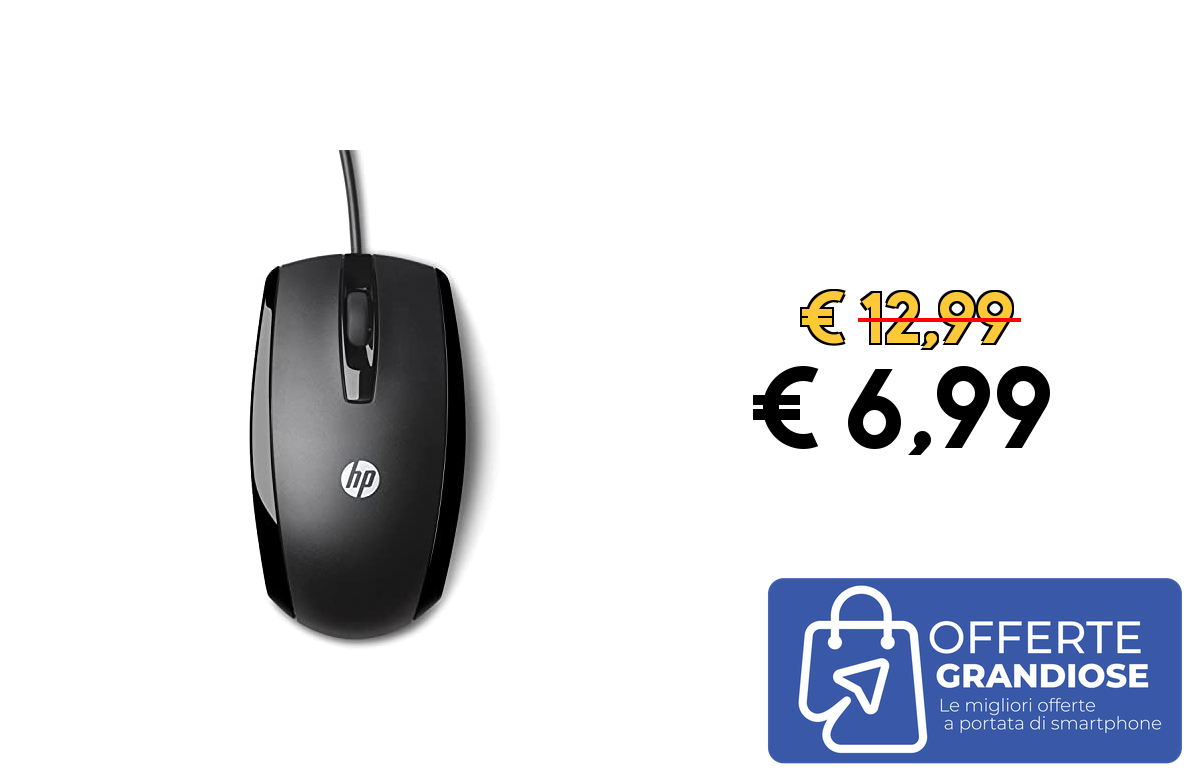 hp
€ 12,99
€ 6,99
OFFERTE
GRANDIOSE
Le migliori offerte
a portata di smartphone